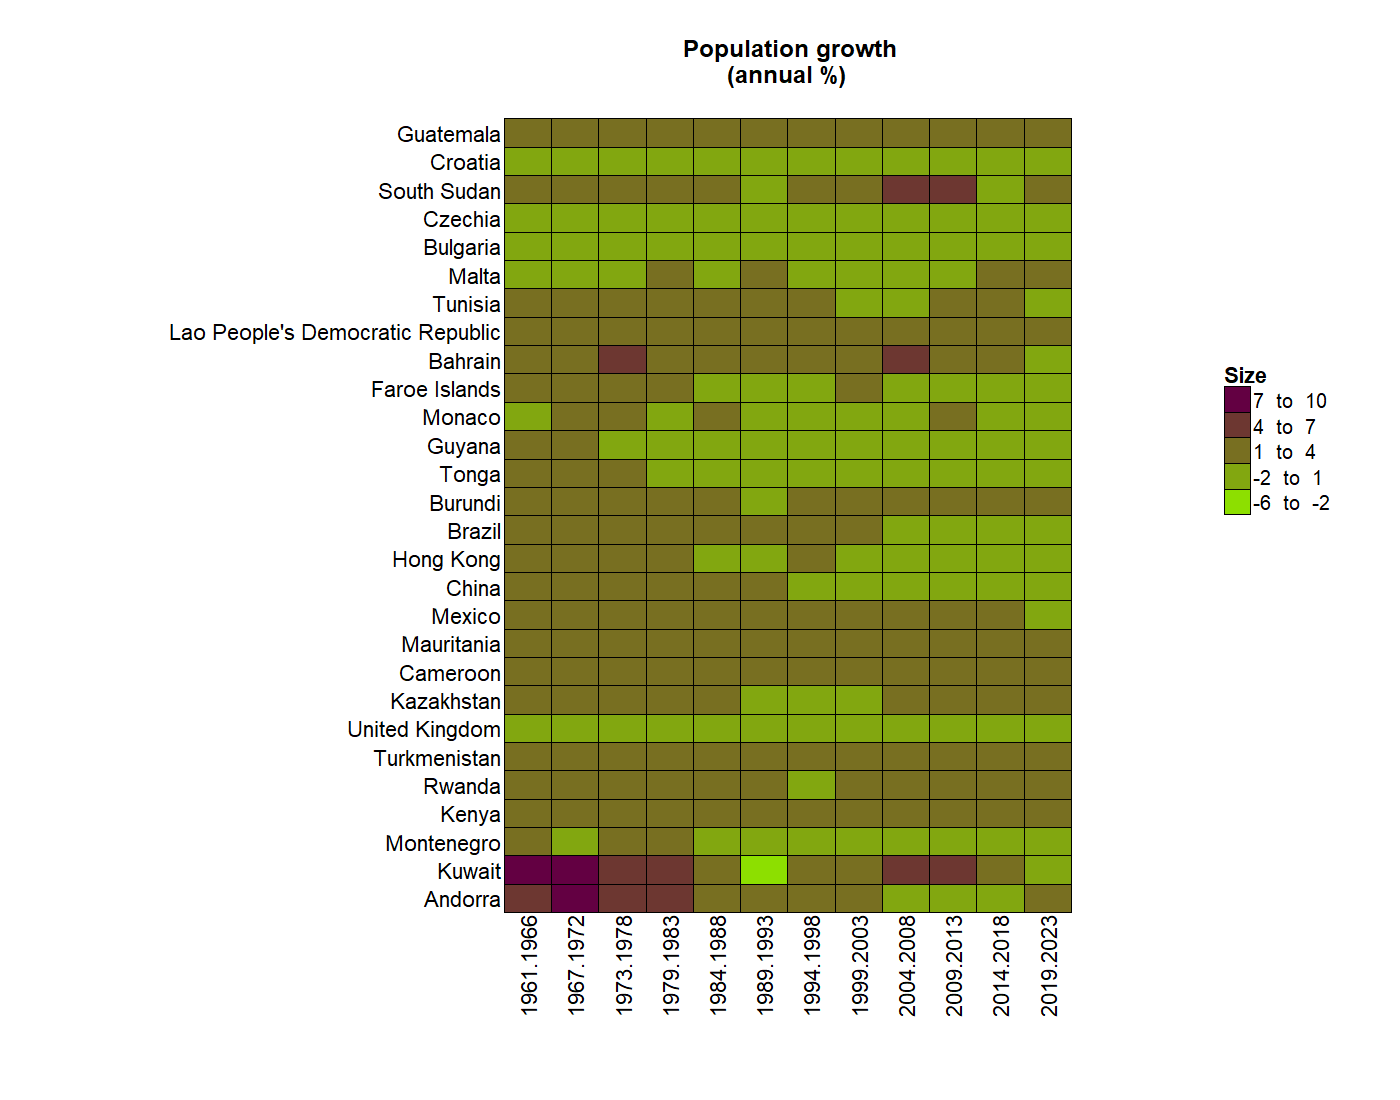 Population growth
(annual %)
Guatemala
Croatia
South Sudan
Czechia
Bulgaria
Malta
Tunisia
Lao People's Democratic Republic
Bahrain
Faroe Islands
Monaco
Guyana
Tonga
Burundi
Brazil
Hong Kong
China
Mexico
Mauritania
Cameroon
Kazakhstan
United Kingdom
Turkmenistan
Rwanda
Kenya
Montenegro
Kuwait
Andorra
1961.1966
1967.1972
1973.1978
1979.1983
1984.1988
1989.1993
1994.1998
1999.2003
2004.2008
2009.2013
2014.2018
2019.2023
Size
7 to 10
4 to 7
1 to 4
-2 to 1
-6 to -2